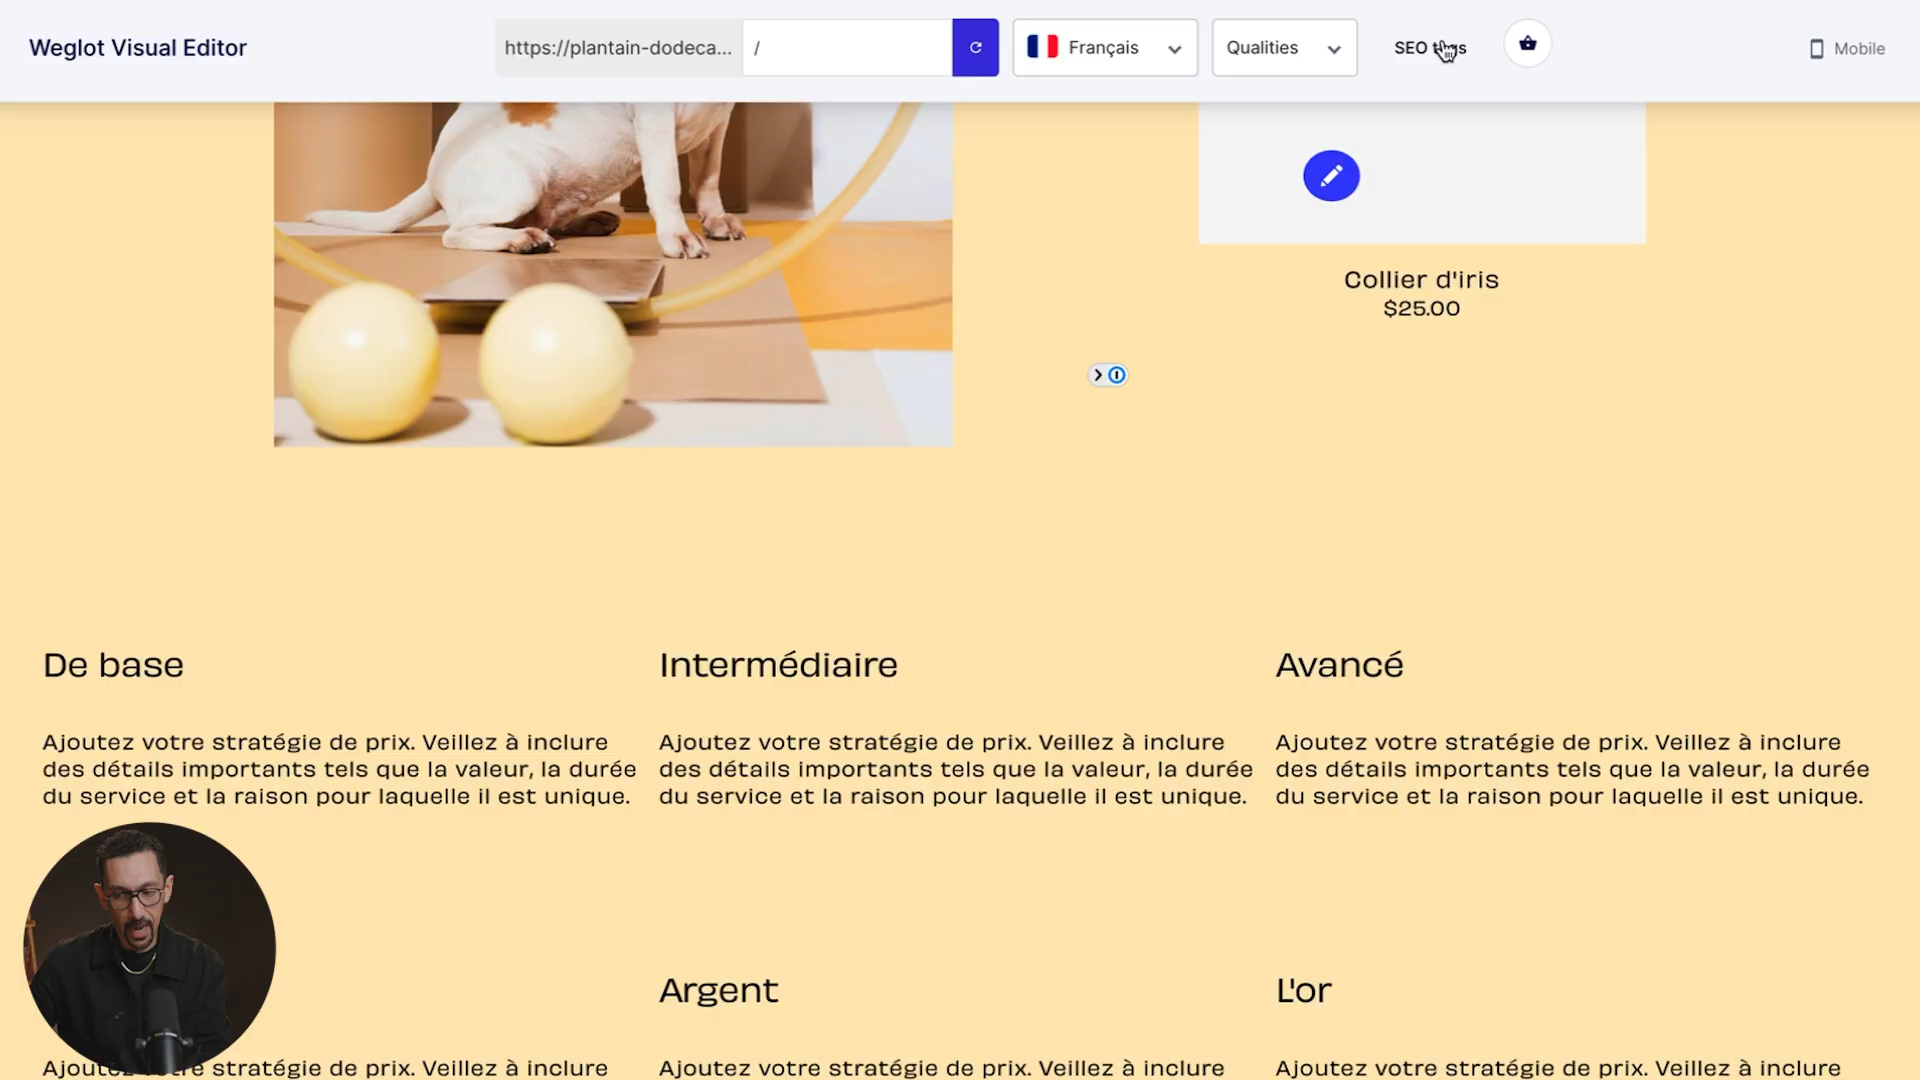 Weglot Visual Editor
https://plantain-dodeca...
/
Français
Qualities
SEO tags
Mobile
Collier d'iris
$25.00
De base
Ajoutez votre stratégie de prix. Veillez à inclure
des détails importants tels que la valeur, la durée
du service et la raison pour laquelle il est unique.
Intermédiaire
Ajoutez votre stratégie de prix. Veillez à inclure
des détails importants tels que la valeur, la durée
du service et la raison pour laquelle il est unique.
Avancé
Ajoutez votre stratégie de prix. Veillez à inclure
des détails importants tels que la valeur, la durée
du service et la raison pour laquelle il est unique.
Ajoutez votre stratégie de prix. Veillez à inclure
Argent
Ajoutez votre stratégie de prix. Veillez à inclure
L'or
Ajoutez votre stratégie de prix. Veillez à inclure